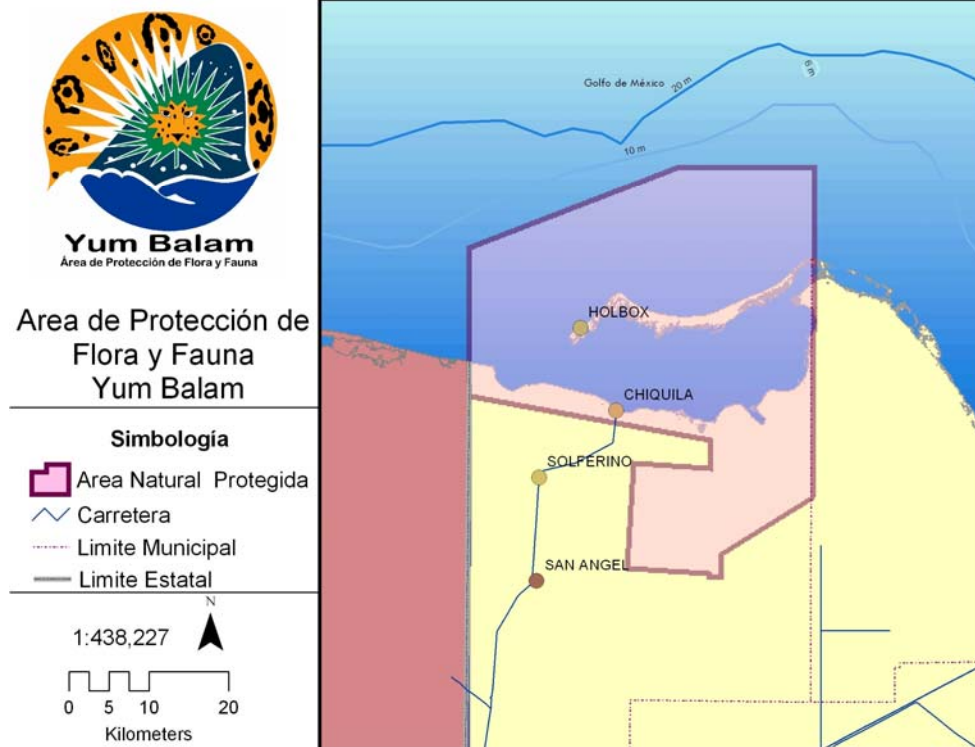 Yum Balam
Área de Protección de Flora y Fauna
Area de Protección de
Flora y Fauna
Yum Balam
Simbología
Area Natural Protegida
Carretera
Limite Municipal
Limite Estatal
N
1:438,227
0 5 10 20
Kilometers
Golfo de México
20 m
6 m
10 m
HOLBOX
CHIQUILA
SOLFERINO
SAN ANGEL